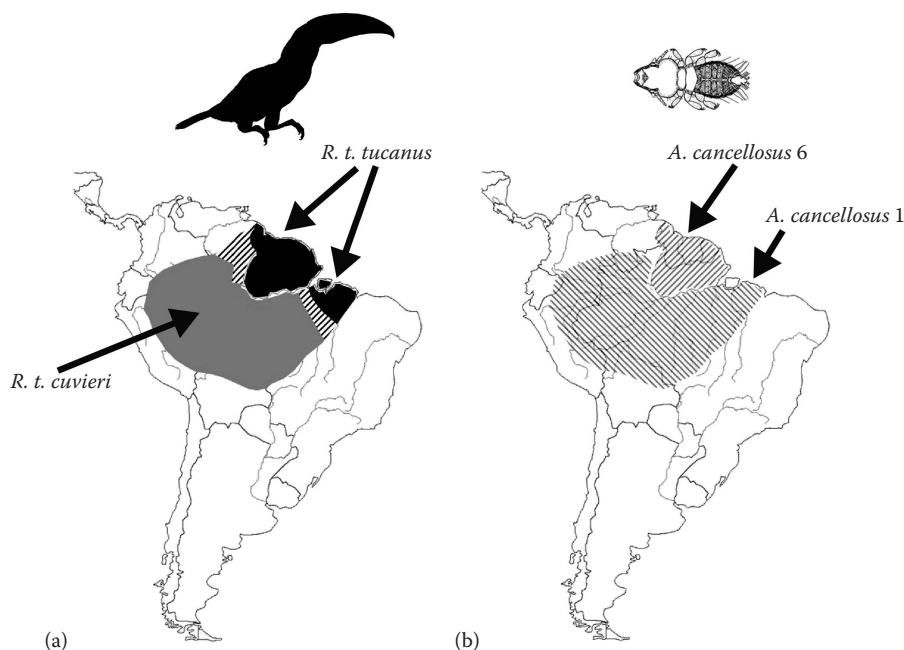 R. t. tucanus
R. t. cuvieri
(a)
A. cancellosus 6
A. cancellosus 1
(b)